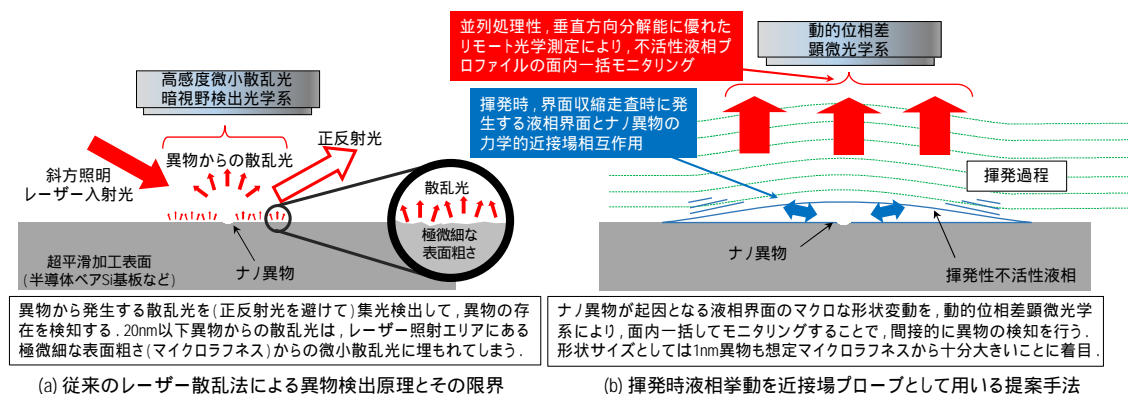 高感度微小散乱光
暗視野検出光学系
正反射光
異物からの散乱光
斜方照明
レーザー入射光
散乱光
極微細な
表面粗さ
超平滑加工表面
(半導体ベアSi基板など)
ナノ異物
異物から発生する散乱光を(正反射光を避けて)集光検出して,異物の存
在を検知する.20nm以下異物からの散乱光は,レーザー照射エリアにある
極微細な表面粗さ(マイクロラフネス)からの微小散乱光に埋もれてしまう.
(a) 従来のレーザー散乱法による異物検出原理とその限界
並列処理性,垂直方向分解能に優れた
リモート光学測定により,不活性液相プ
ロファイルの面内一括モニタリング
動的位相差
顕微光学系
揮発時,界面収縮走査時に発
生する液相界面とナノ異物の
力学的近接場相互作用
揮発過程
ナノ異物
揮発性不活性液相
ナノ異物が起因となる液相界面のマクロな形状変動を,動的位相差顕微光学
系により,面内一括してモニタリングすることで,間接的に異物の検知を行う.
形状サイズとしては1nm異物も想定マイクロラフネスから十分大きいことに着目.
(b) 揮発時液相挙動を近接場プローブとして用いる提案手法